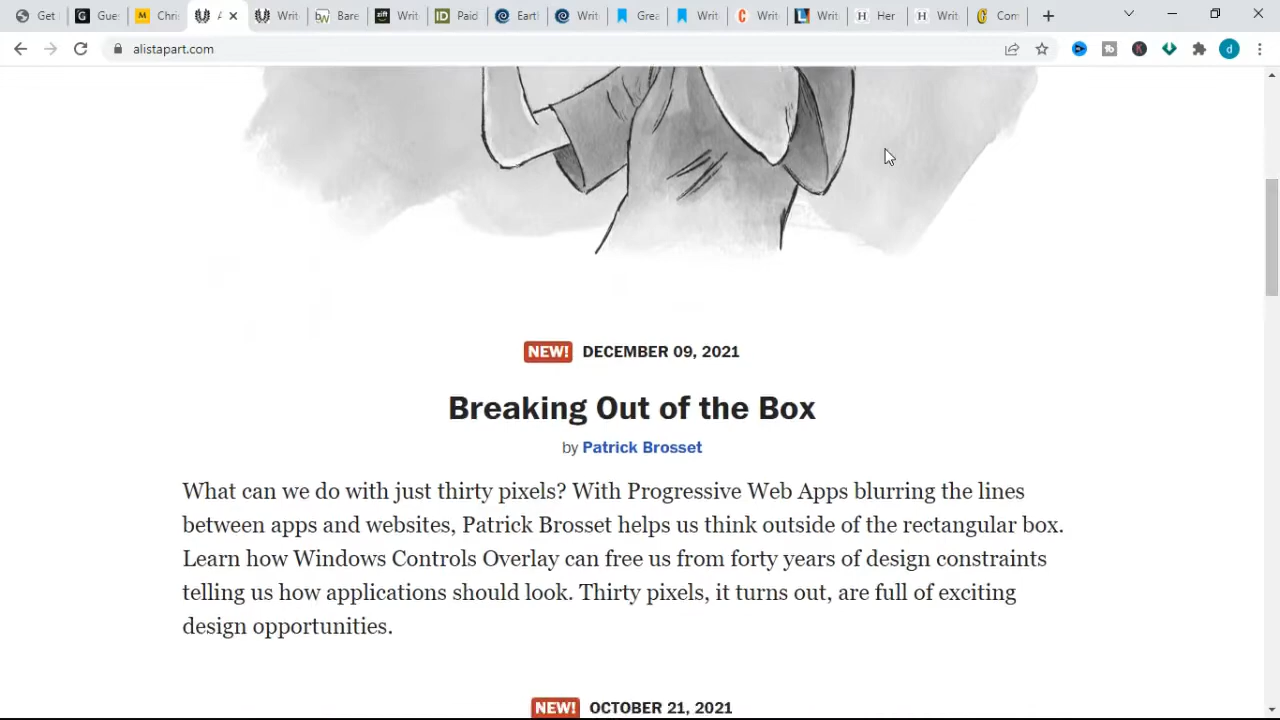 Get
Gues
Chris
Writ
Bare
Writ
Paid
Eartl
Writ
Grea
Writ
Writ
Writ
Her
Writ
Com
alistapart.com
d
NEW! DECEMBER 09, 2021
Breaking Out of the Box
by Patrick Brosset
What can we do with just thirty pixels? With Progressive Web Apps blurring the lines
between apps and websites, Patrick Brosset helps us think outside of the rectangular box.
Learn how Windows Controls Overlay can free us from forty years of design constraints
telling us how applications should look. Thirty pixels, it turns out, are full of exciting
design opportunities.
NEW! OCTOBER 21, 2021